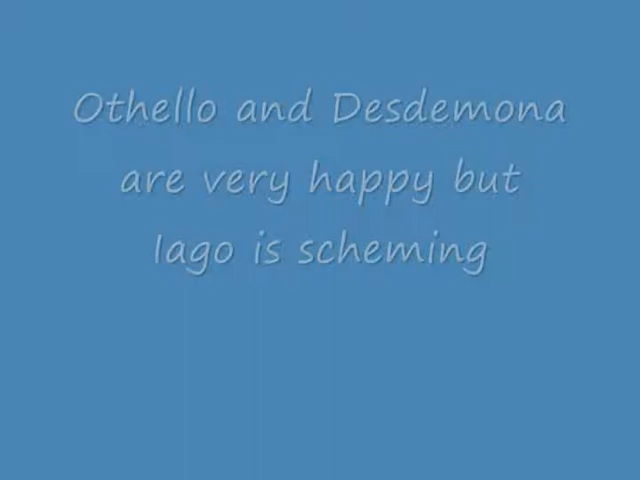 Othello and Desdemona
are very happy but
Iago is scheming